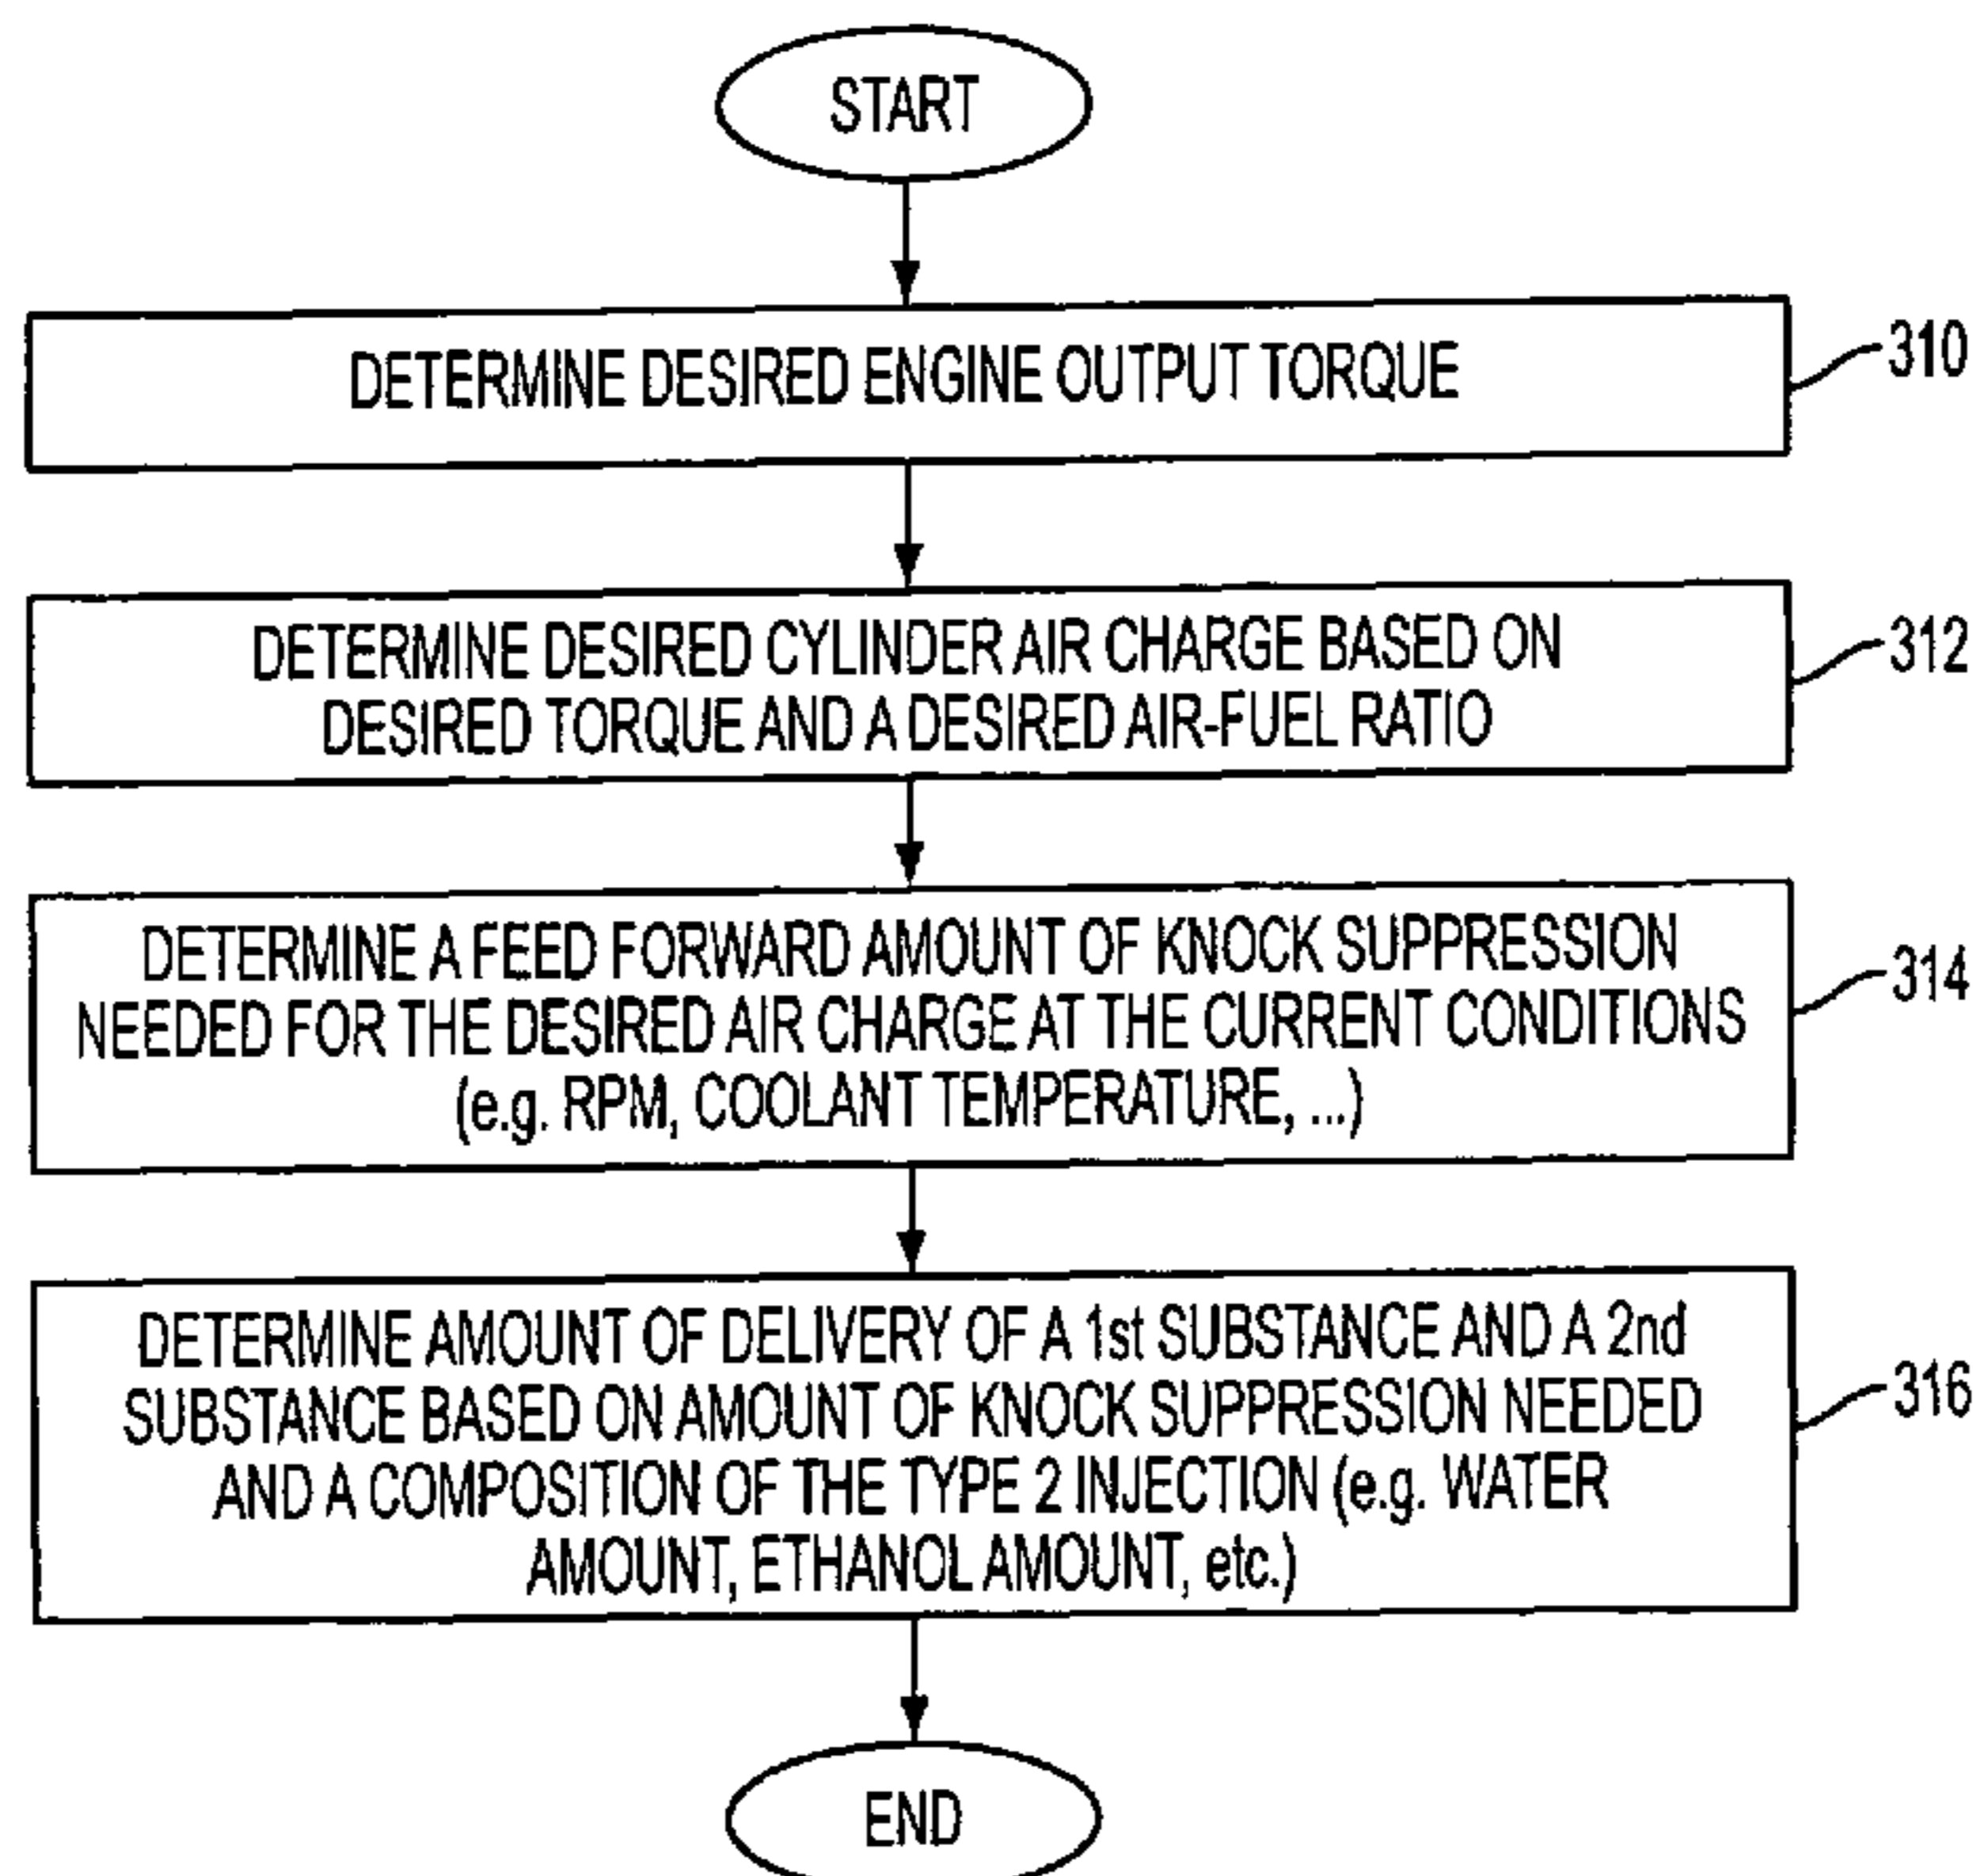 START
DETERMINE DESIRED ENGINE OUTPUT TORQUE
310
DETERMINE DESIRED CYLINDER AIR CHARGE BASED ON
DESIRED TORQUE AND A DESIRED AIR-FUEL RATIO
312
DETERMINE A FEED FORWARD AMOUNT OF KNOCK SUPPRESSION
NEEDED FOR THE DESIRED AIR CHARGE AT THE CURRENT CONDITIONS
(e.g. RPM, COOLANT TEMPERATURE, ...)
314
DETERMINE AMOUNT OF DELIVERY OF A 1st SUBSTANCE AND A 2nd
SUBSTANCE BASED ON AMOUNT OF KNOCK SUPPRESSION NEEDED
AND A COMPOSITION OF THE TYPE 2 INJECTION (e.g. WATER
AMOUNT, ETHANOL AMOUNT, etc.)
316
END